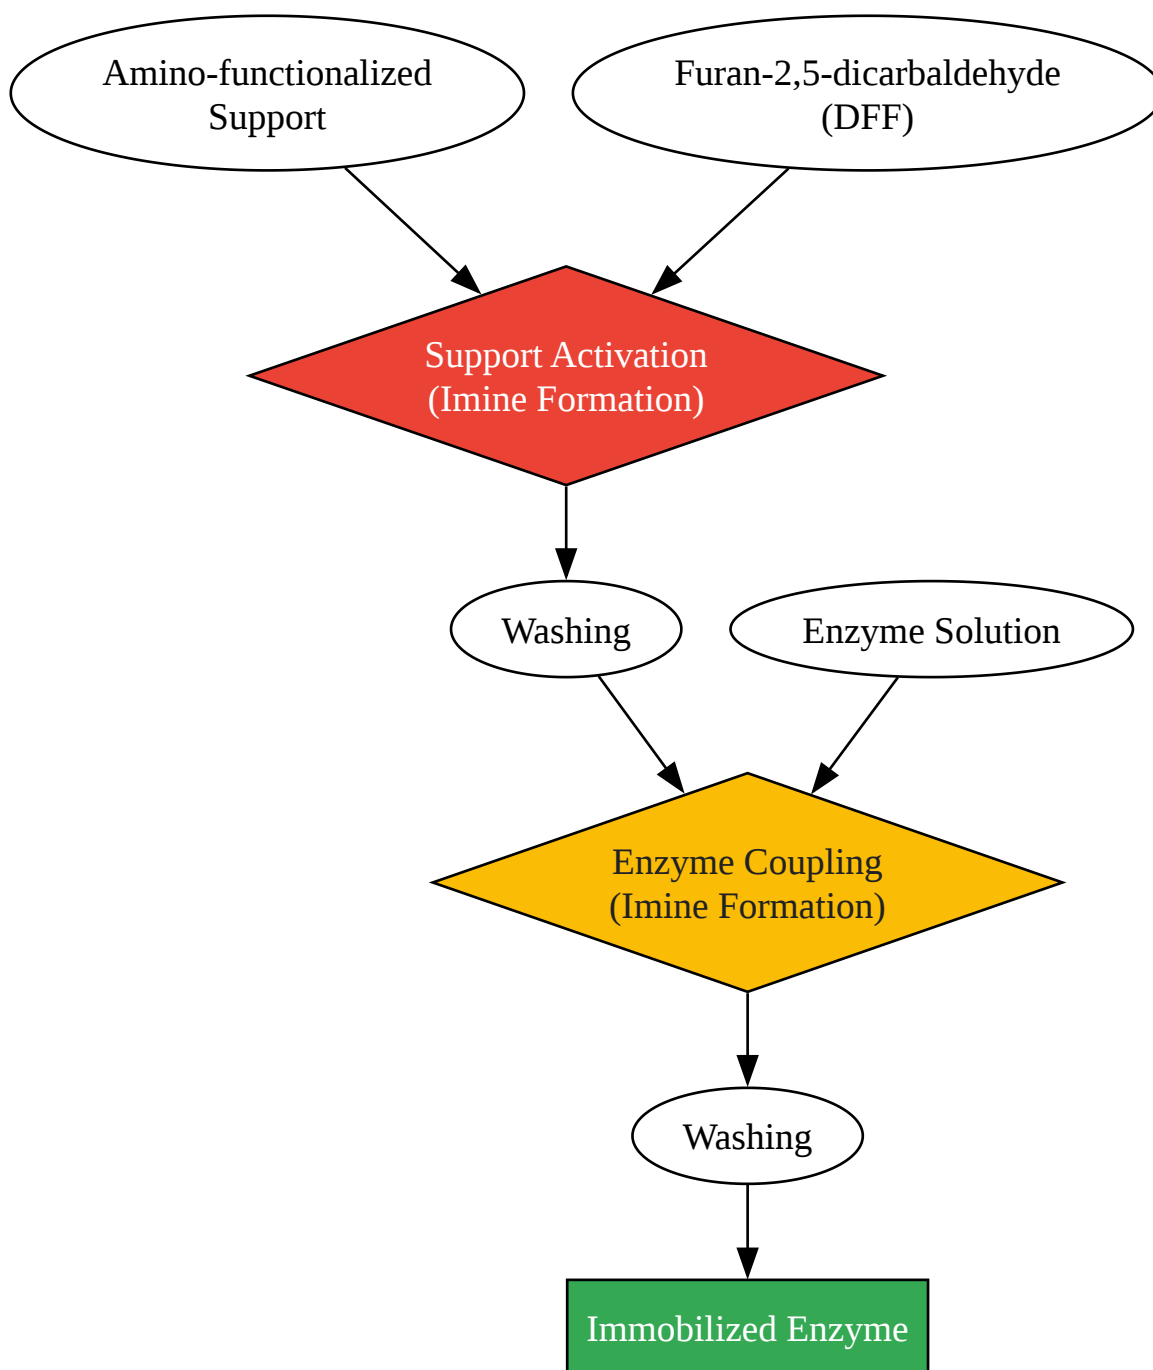 Amino-functionalized
Support
Furan-2,5-dicarbaldehyde
(DFF)
Support Activation
(Imine Formation)
Washing
Enzyme Solution
Enzyme Coupling
(Imine Formation)
Washing
Immobilized Enzyme